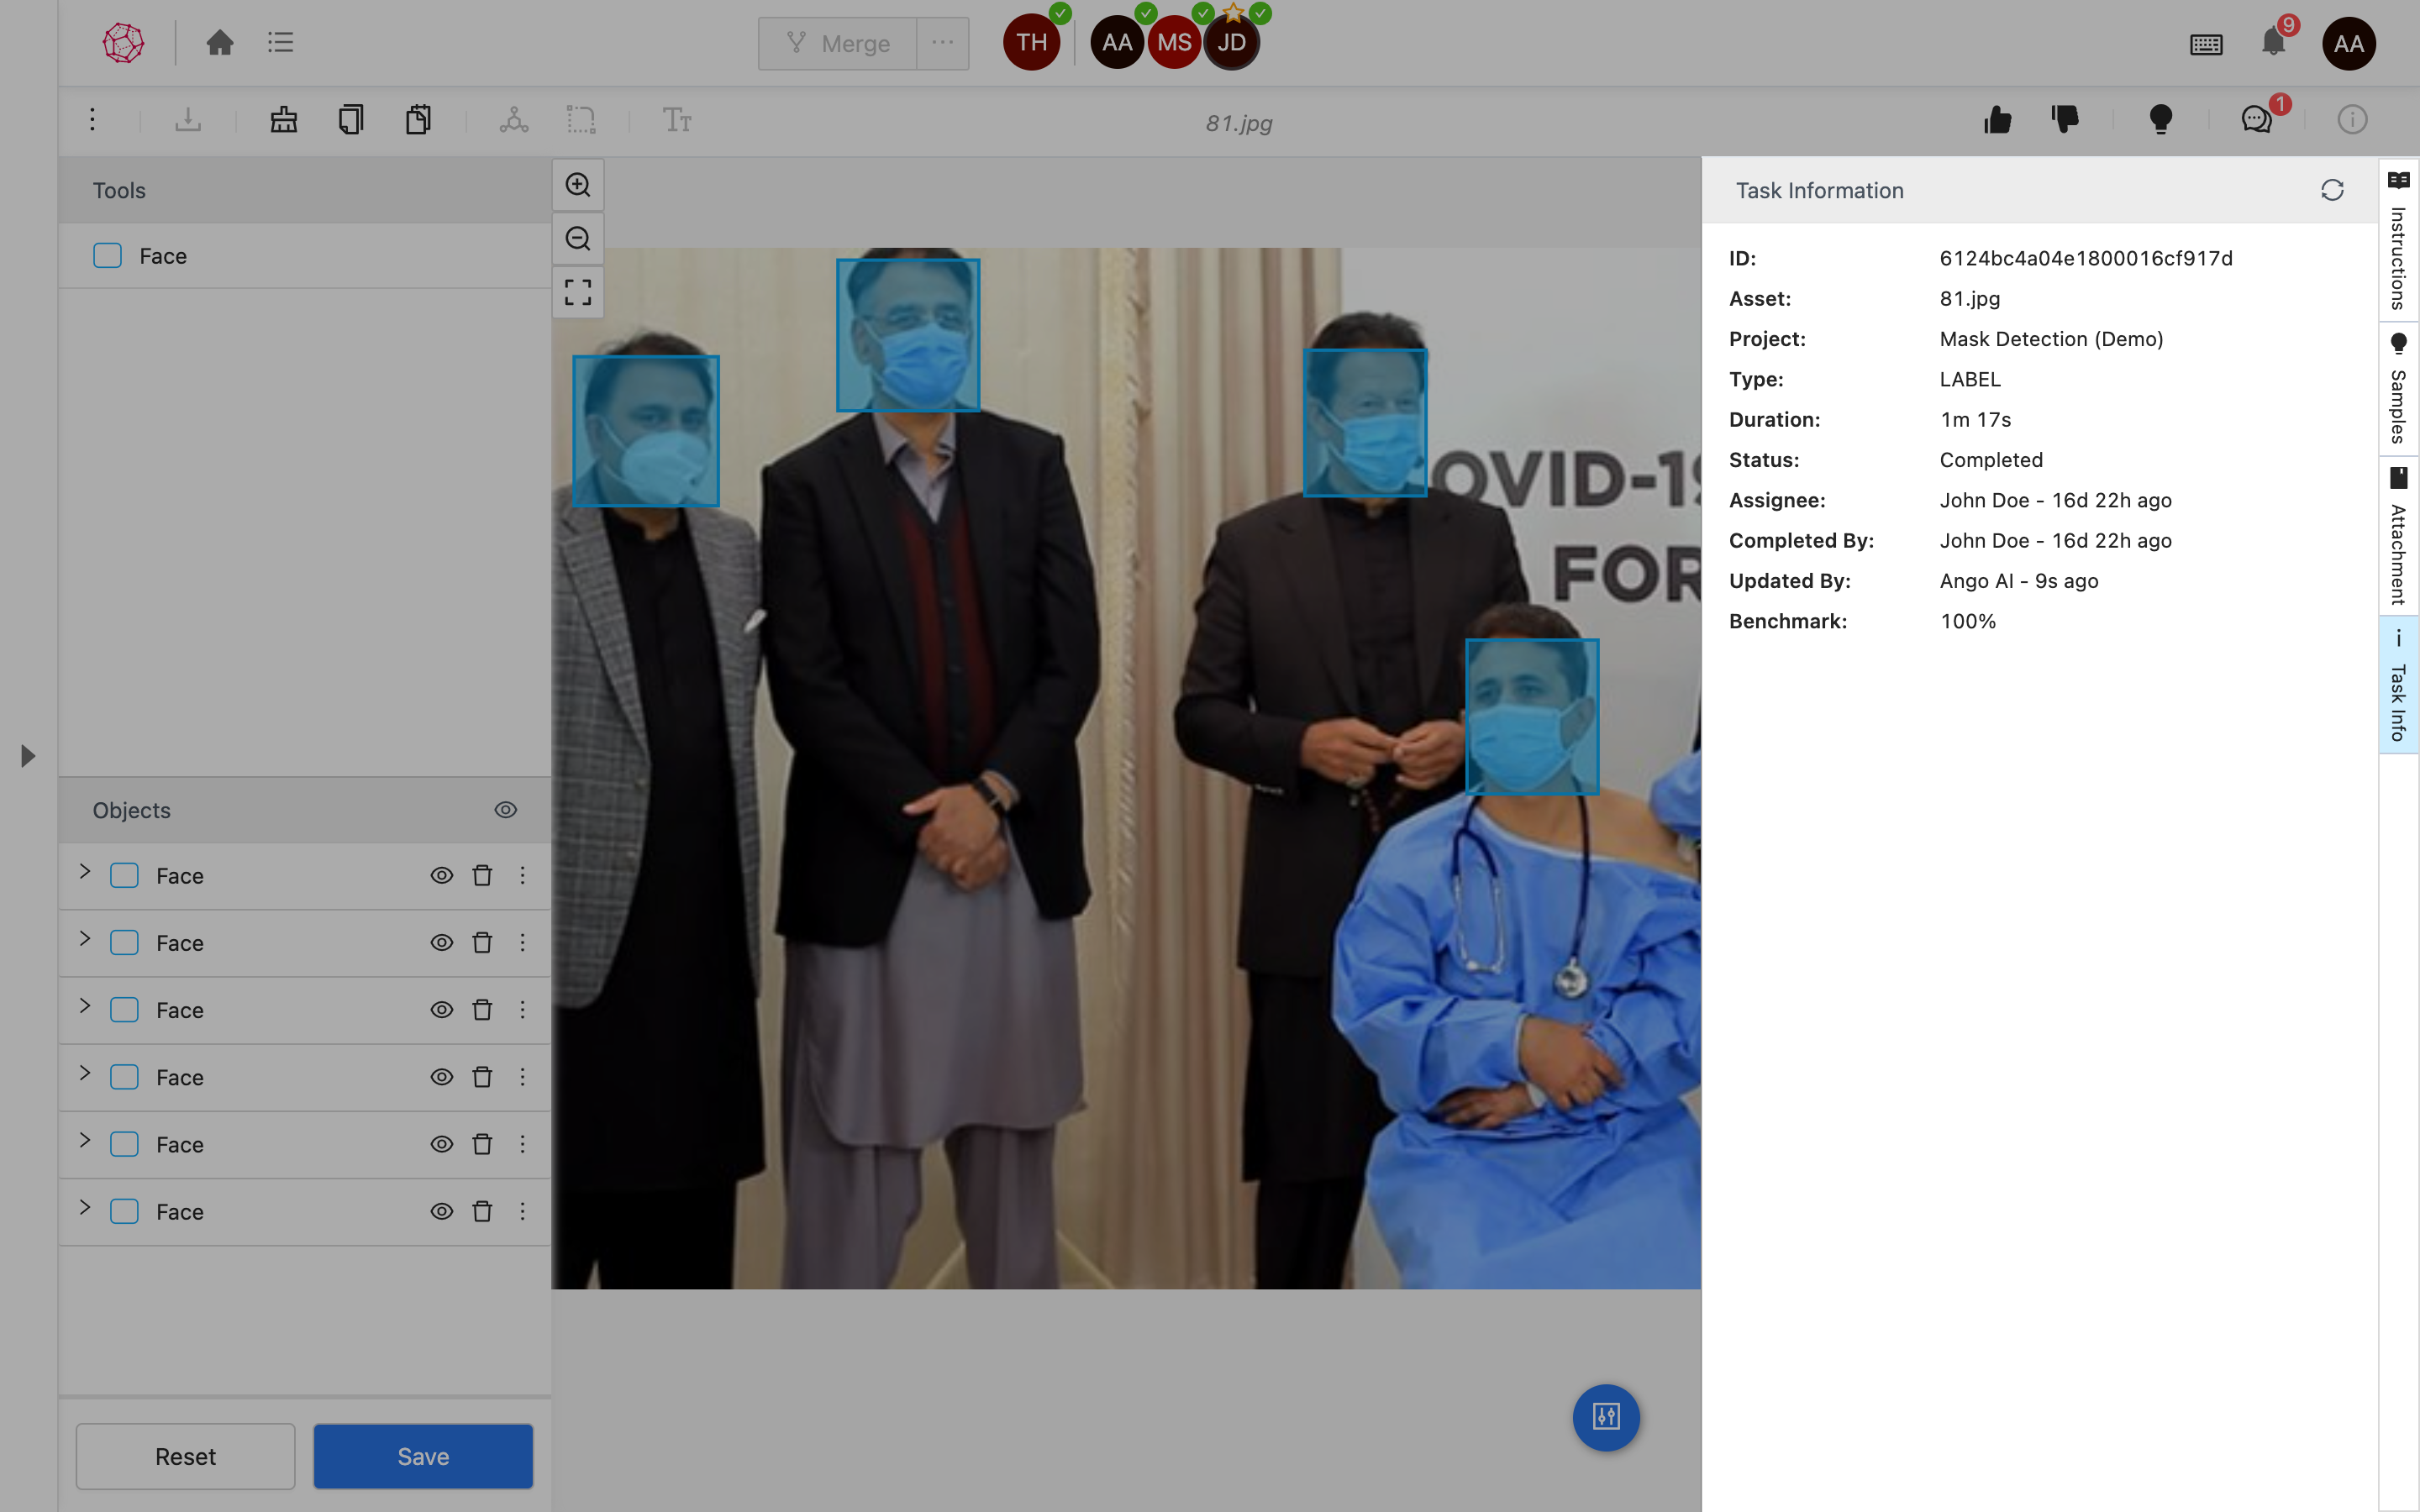 Merge
TH
AA
MS
JD
9
AA
Tт
81.jpg
1
Tools
Face
OVID-19
FOR
Objects
Face
Face
Face
Face
Face
Face
Reset
Save
Task Information
ID: 6124bc4a04e1800016cf917d
Asset: 81.jpg
Project: Mask Detection (Demo)
Type: LABEL
Duration: 1m 17s
Status: Completed
Assignee: John Doe - 16d 22h ago
Completed By: John Doe - 16d 22h ago
Updated By: Ango AI - 9s ago
Benchmark: 100%
Instructions
Samples
Attachment
Task Info